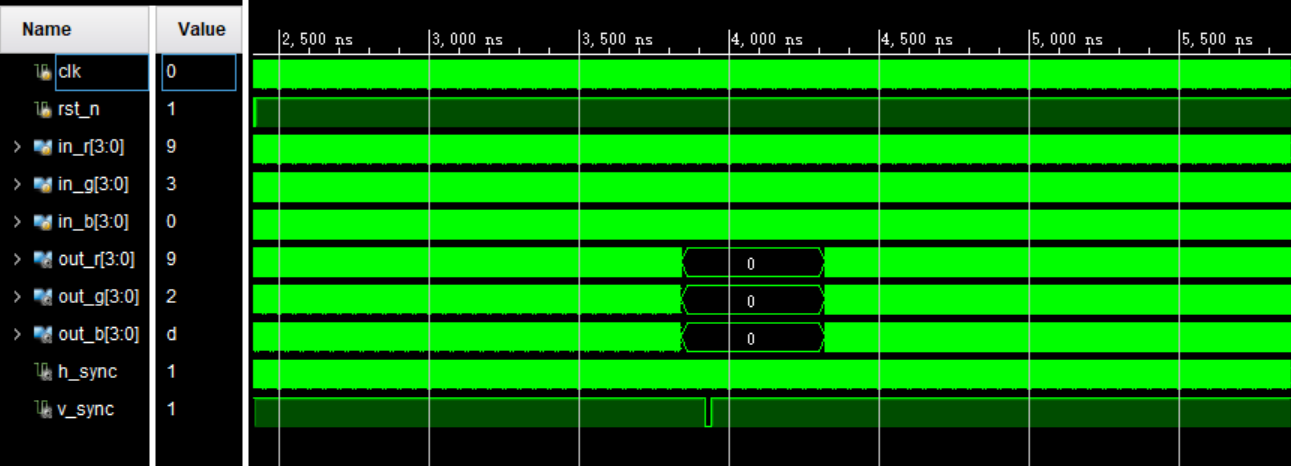 Name Value 2,500 ns 3,000 ns 3,500 ns 4,000 ns 4,500 ns 5,000 ns 5,500 ns
clk 0
rst_n 1
in_r[3:0] 9
in_g[3:0] 3
in_b[3:0] 0
out_r[3:0] 9 0
out_g[3:0] 2 0
out_b[3:0] d 0
h_sync 1
v_sync 1